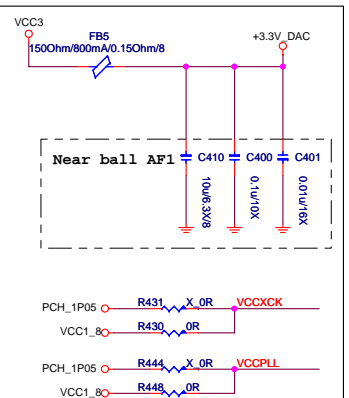 VCC3
FB5
150Ohm/800mA/0.15Ohm/8
+3.3V_DAC
Near ball AF1
C410
10u/6.3X/8
C400
0.1u/10X
C401
0.01u/16X
PCH_1P05
R431
X_0R
VCCXCK
VCC1_8
R430
0R
PCH_1P05
R444
X_0R
VCCPLL
VCC1_8
R448
0R